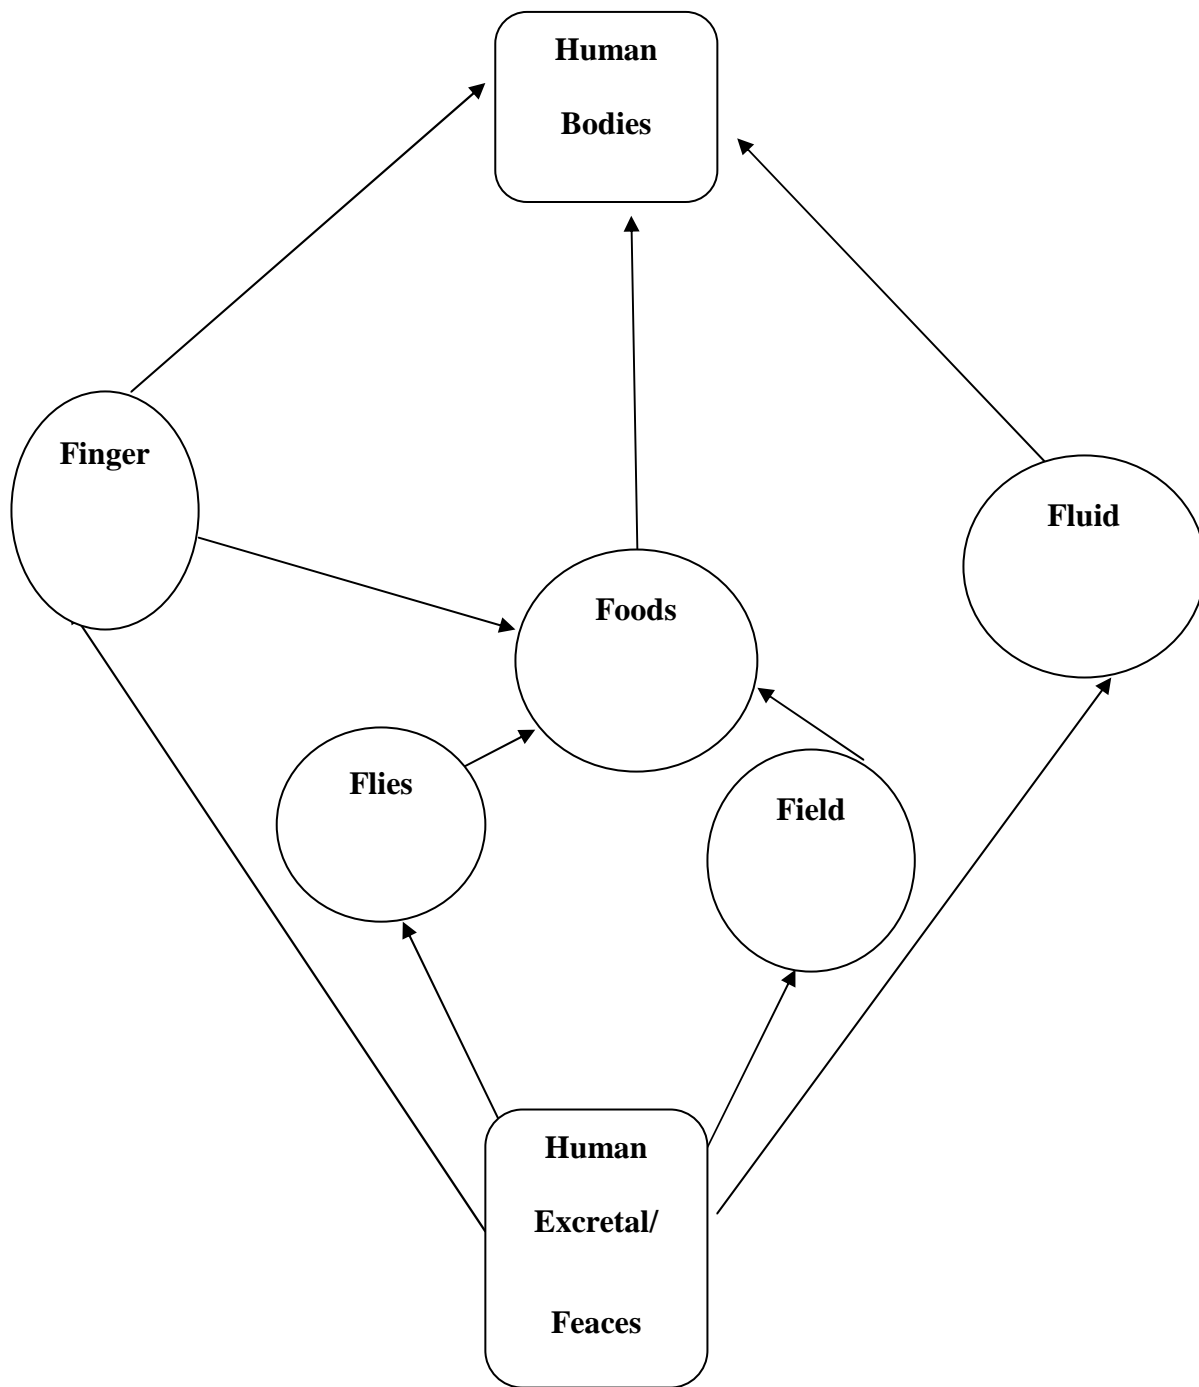 Human
Bodies
Finger
Fluid
Foods
Flies
Field
Human
Excretal/
Feaces